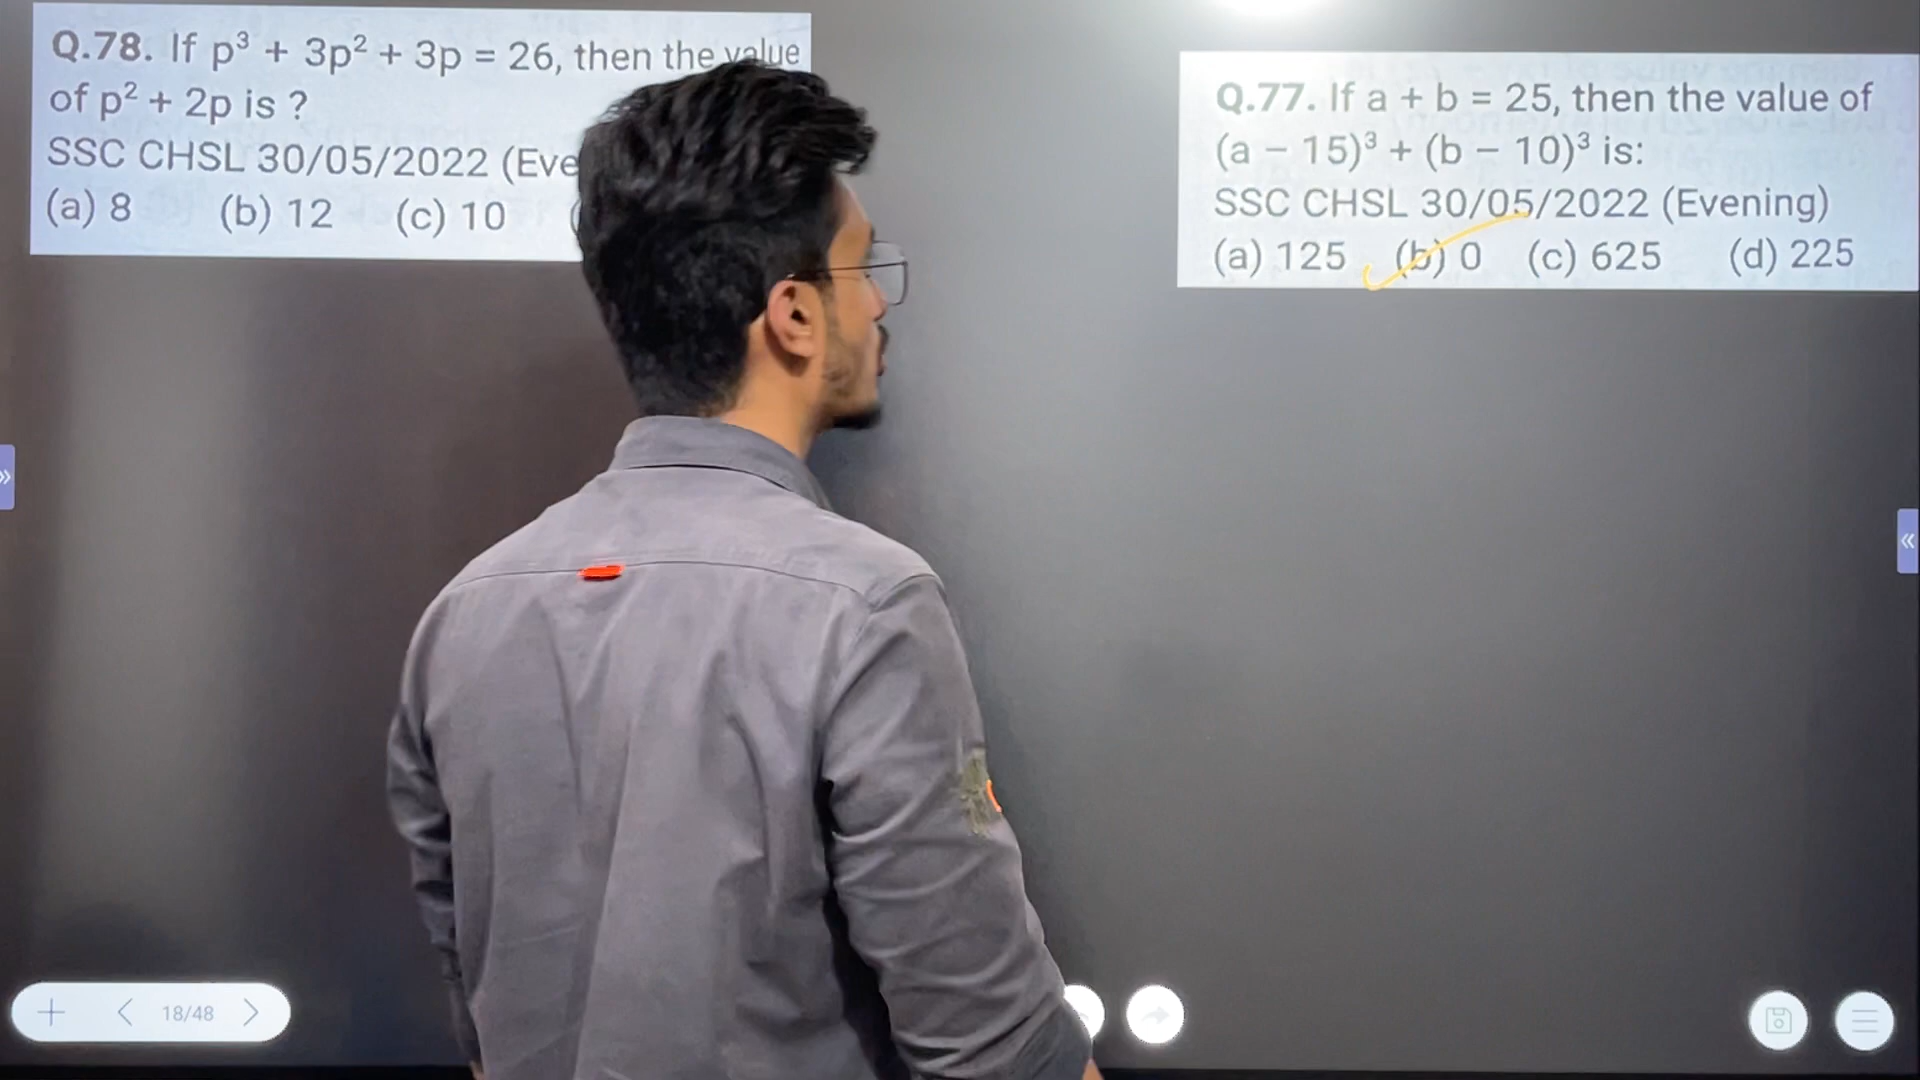 Q.78. If p³ + 3p² + 3p = 26, then the value
of p² + 2p is ?
SSC CHSL 30/05/2022 (Eve
(a) 8 (b) 12 (c) 10 (
Q.77. If a + b = 25, then the value of
(a − 15)³ + (b − 10)³ is:
SSC CHSL 30/05/2022 (Evening)
(a) 125 (b) 0 (c) 625 (d) 225
18/48